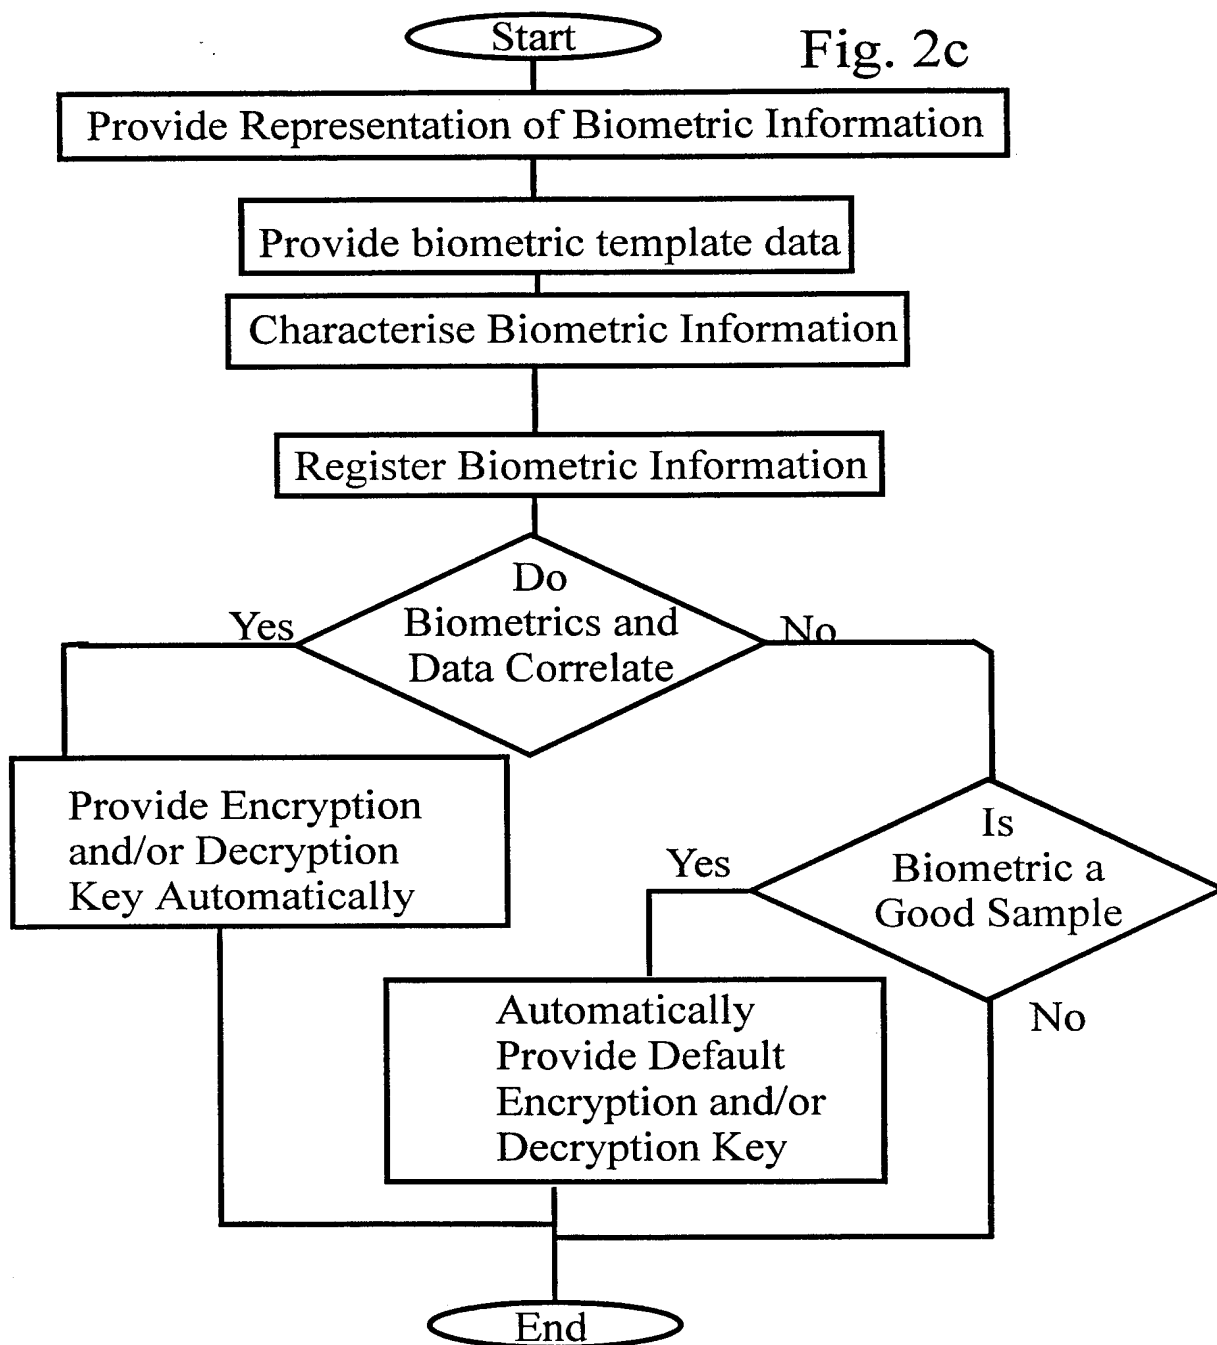 Start
Fig. 2c
Provide Representation of Biometric Information
Provide biometric template data
Characterise Biometric Information
Register Biometric Information
Do
Biometrics and
Data Correlate
Yes
No
Provide Encryption
and/or Decryption
Key Automatically
Is
Biometric a
Good Sample
Yes
No
Automatically
Provide Default
Encryption and/or
Decryption Key
End